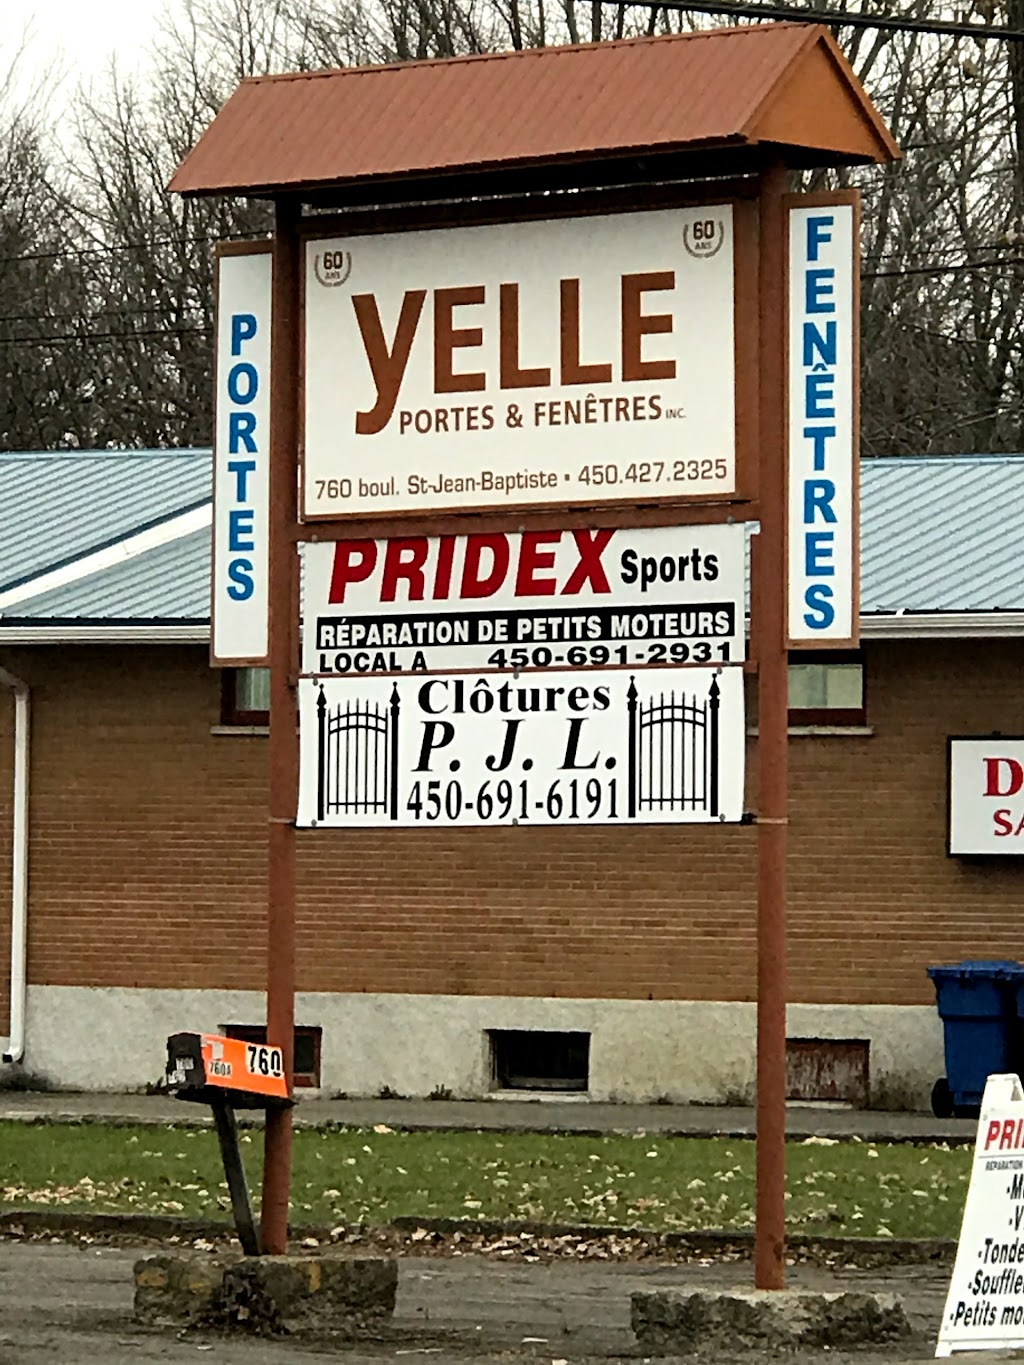 60
ANS
60
ANS
YELLE
PORTES & FENÊTRES INC.
760 boul. St-Jean-Baptiste • 450.427.2325
PORTES
FENÊTRES
PRIDEX Sports
RÉPARATION DE PETITS MOTEURS
LOCAL A 450-691-2931
Clôtures
P. J. L.
450-691-6191
760A
760
D
SA
PRI
RÉPARATION
•M
•V
•Tonde
•Souffle
•Petits mo